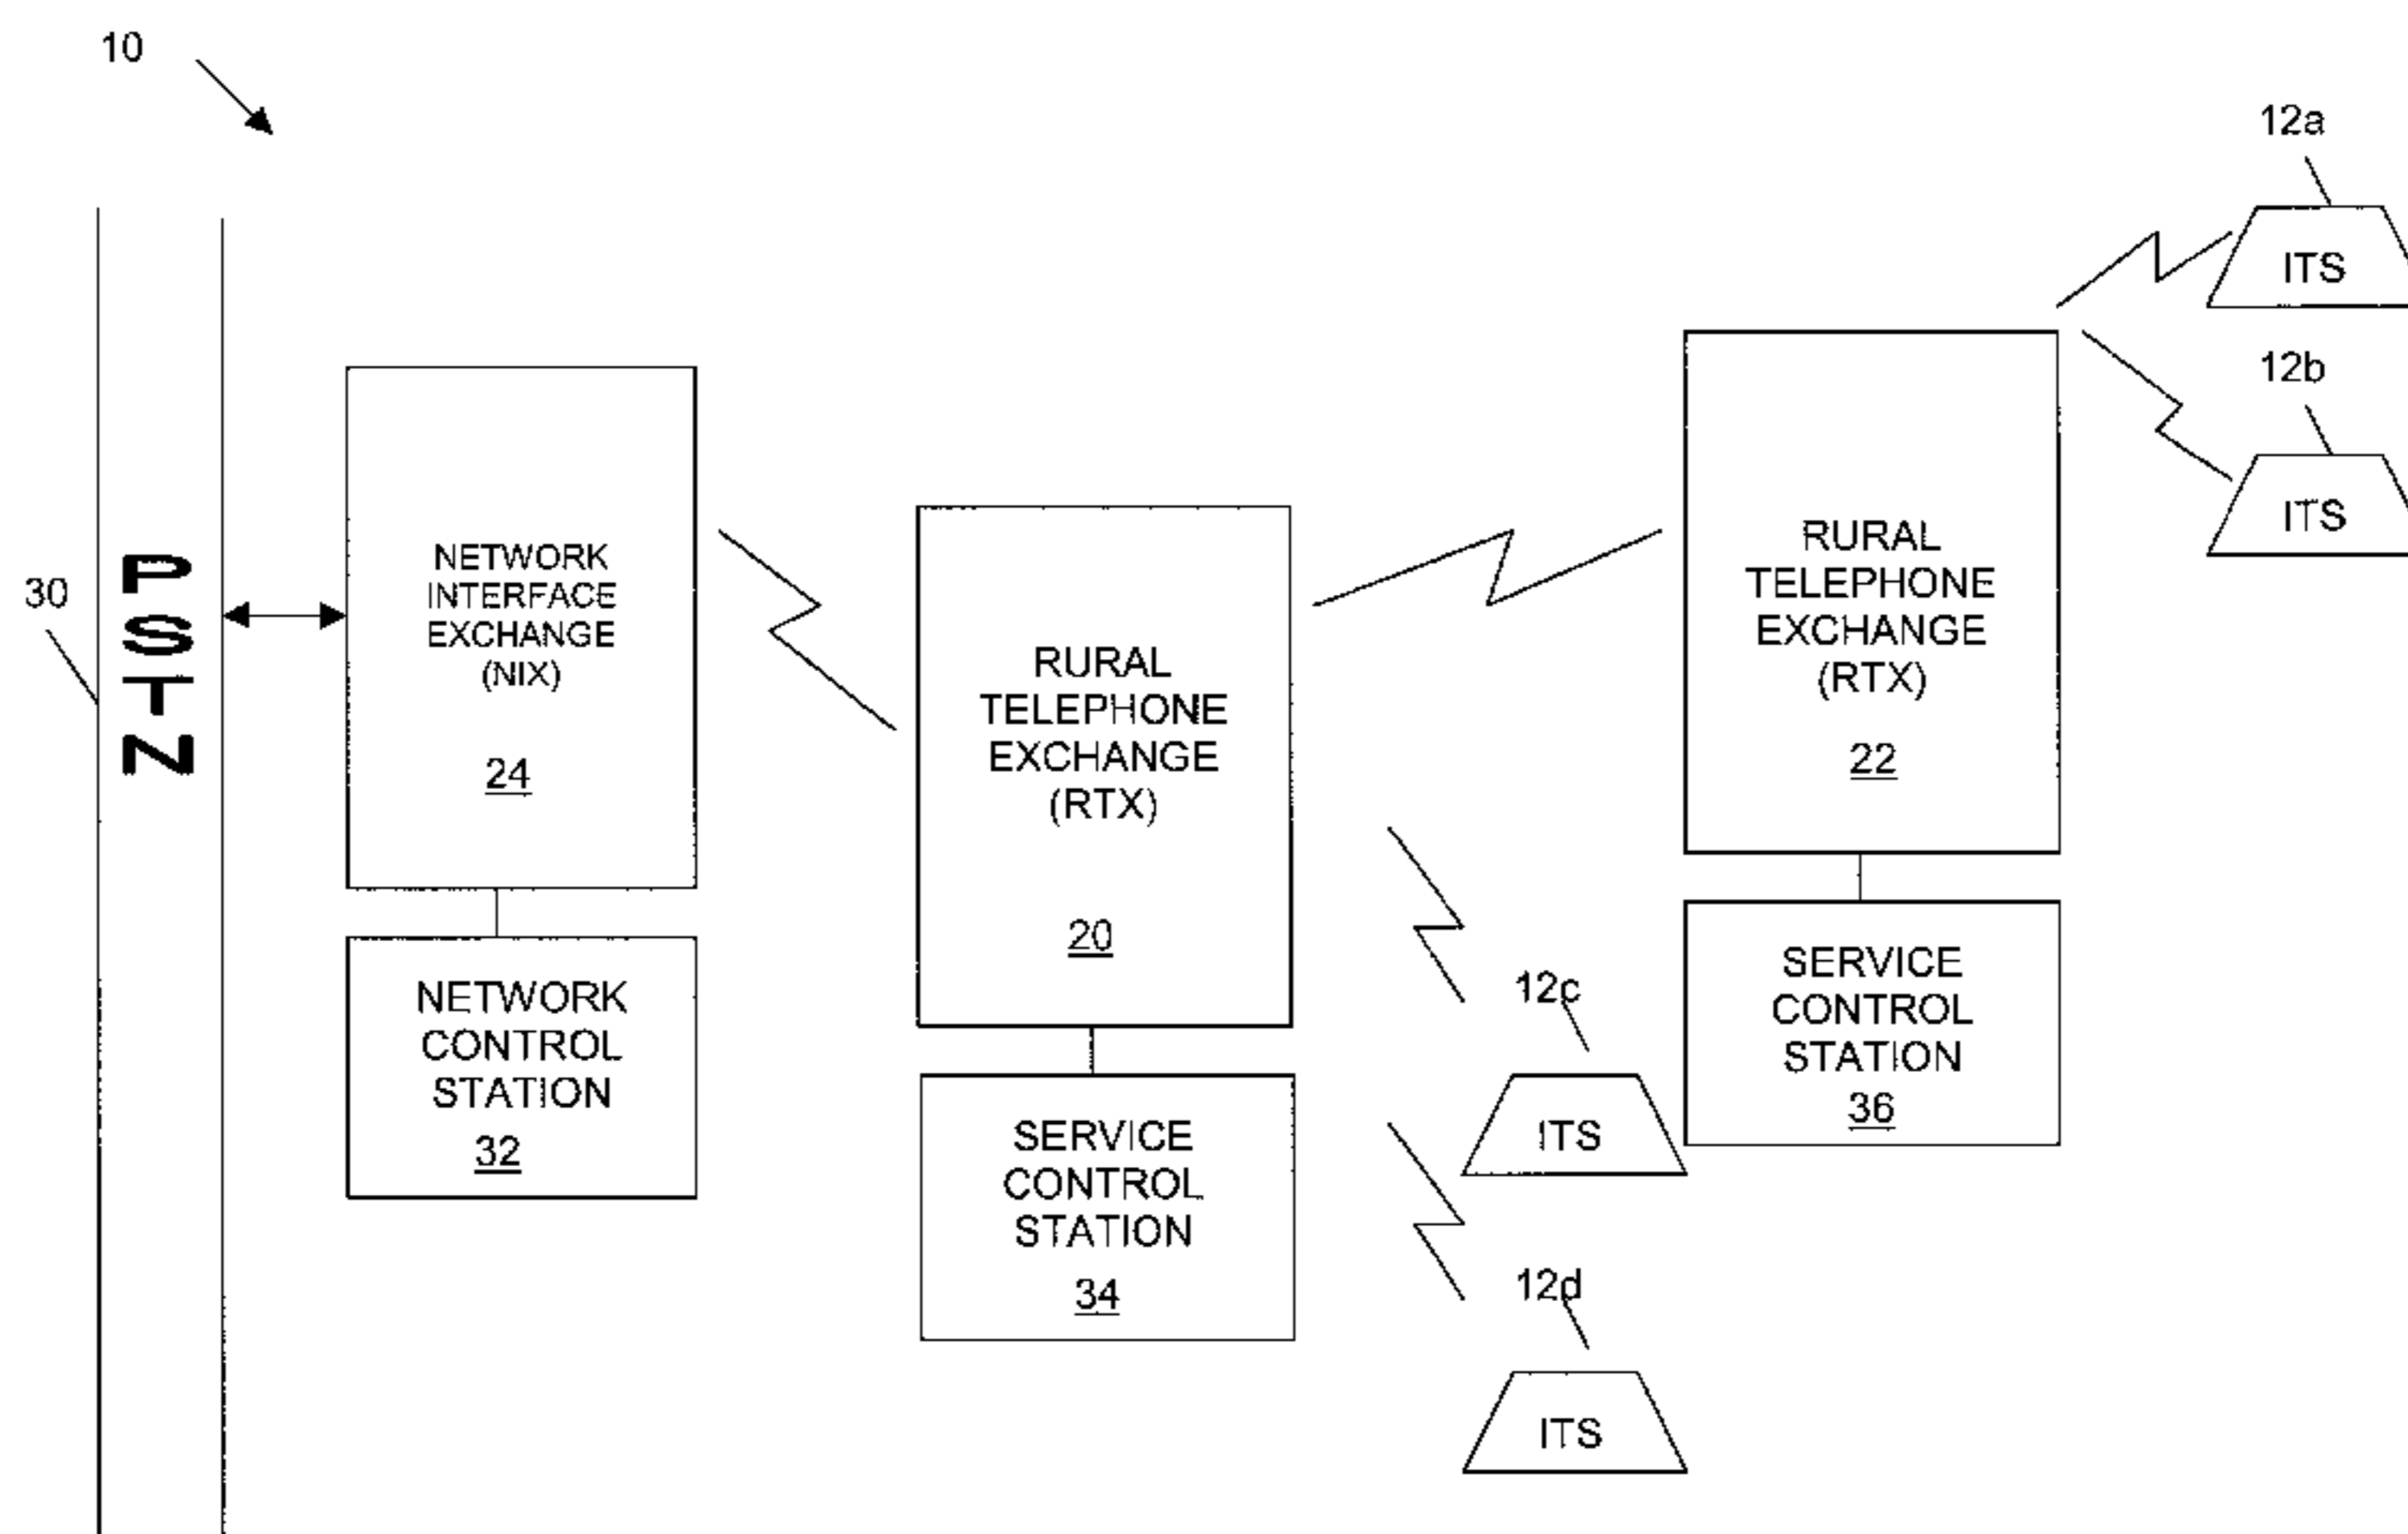 10
30
PSTN
NETWORK
INTERFACE
EXCHANGE
(NIX)
24
NETWORK
CONTROL
STATION
32
RURAL
TELEPHONE
EXCHANGE
(RTX)
20
SERVICE
CONTROL
STATION
34
RURAL
TELEPHONE
EXCHANGE
(RTX)
22
SERVICE
CONTROL
STATION
36
12a
ITS
12b
ITS
12c
ITS
12d
ITS